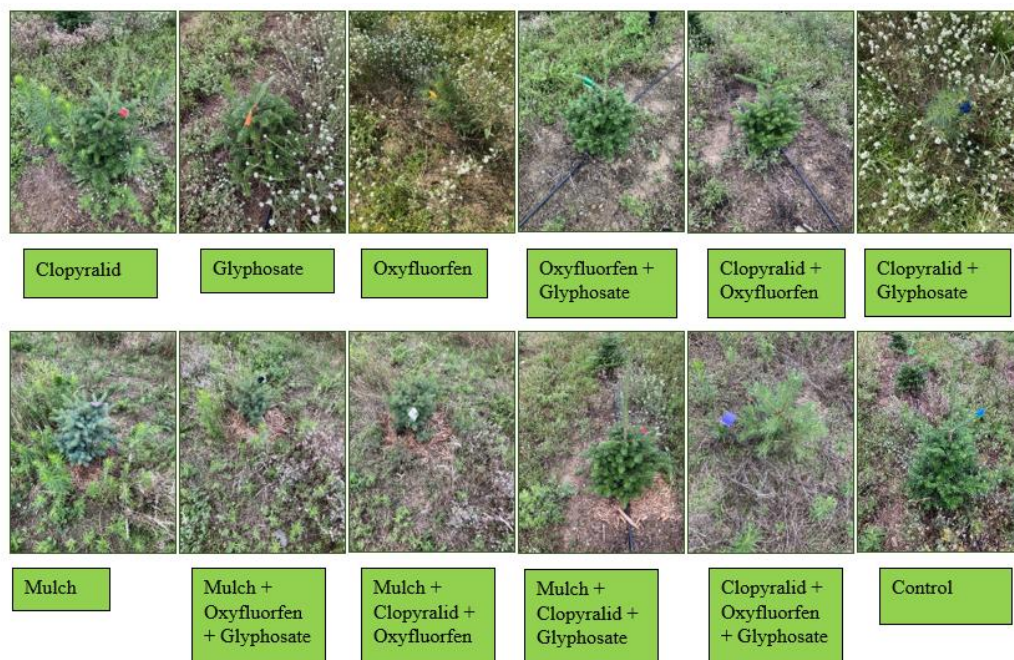 Clopyralid
Glyphosate
Oxyfluorfen
Oxyfluorfen +
Glyphosate
Clopyralid +
Oxyfluorfen
Clopyralid +
Glyphosate
Mulch
Mulch +
Oxyfluorfen
+ Glyphosate
Mulch +
Clopyralid +
Oxyfluorfen
Mulch +
Clopyralid +
Glyphosate
Clopyralid +
Oxyfluorfen
+ Glyphosate
Control